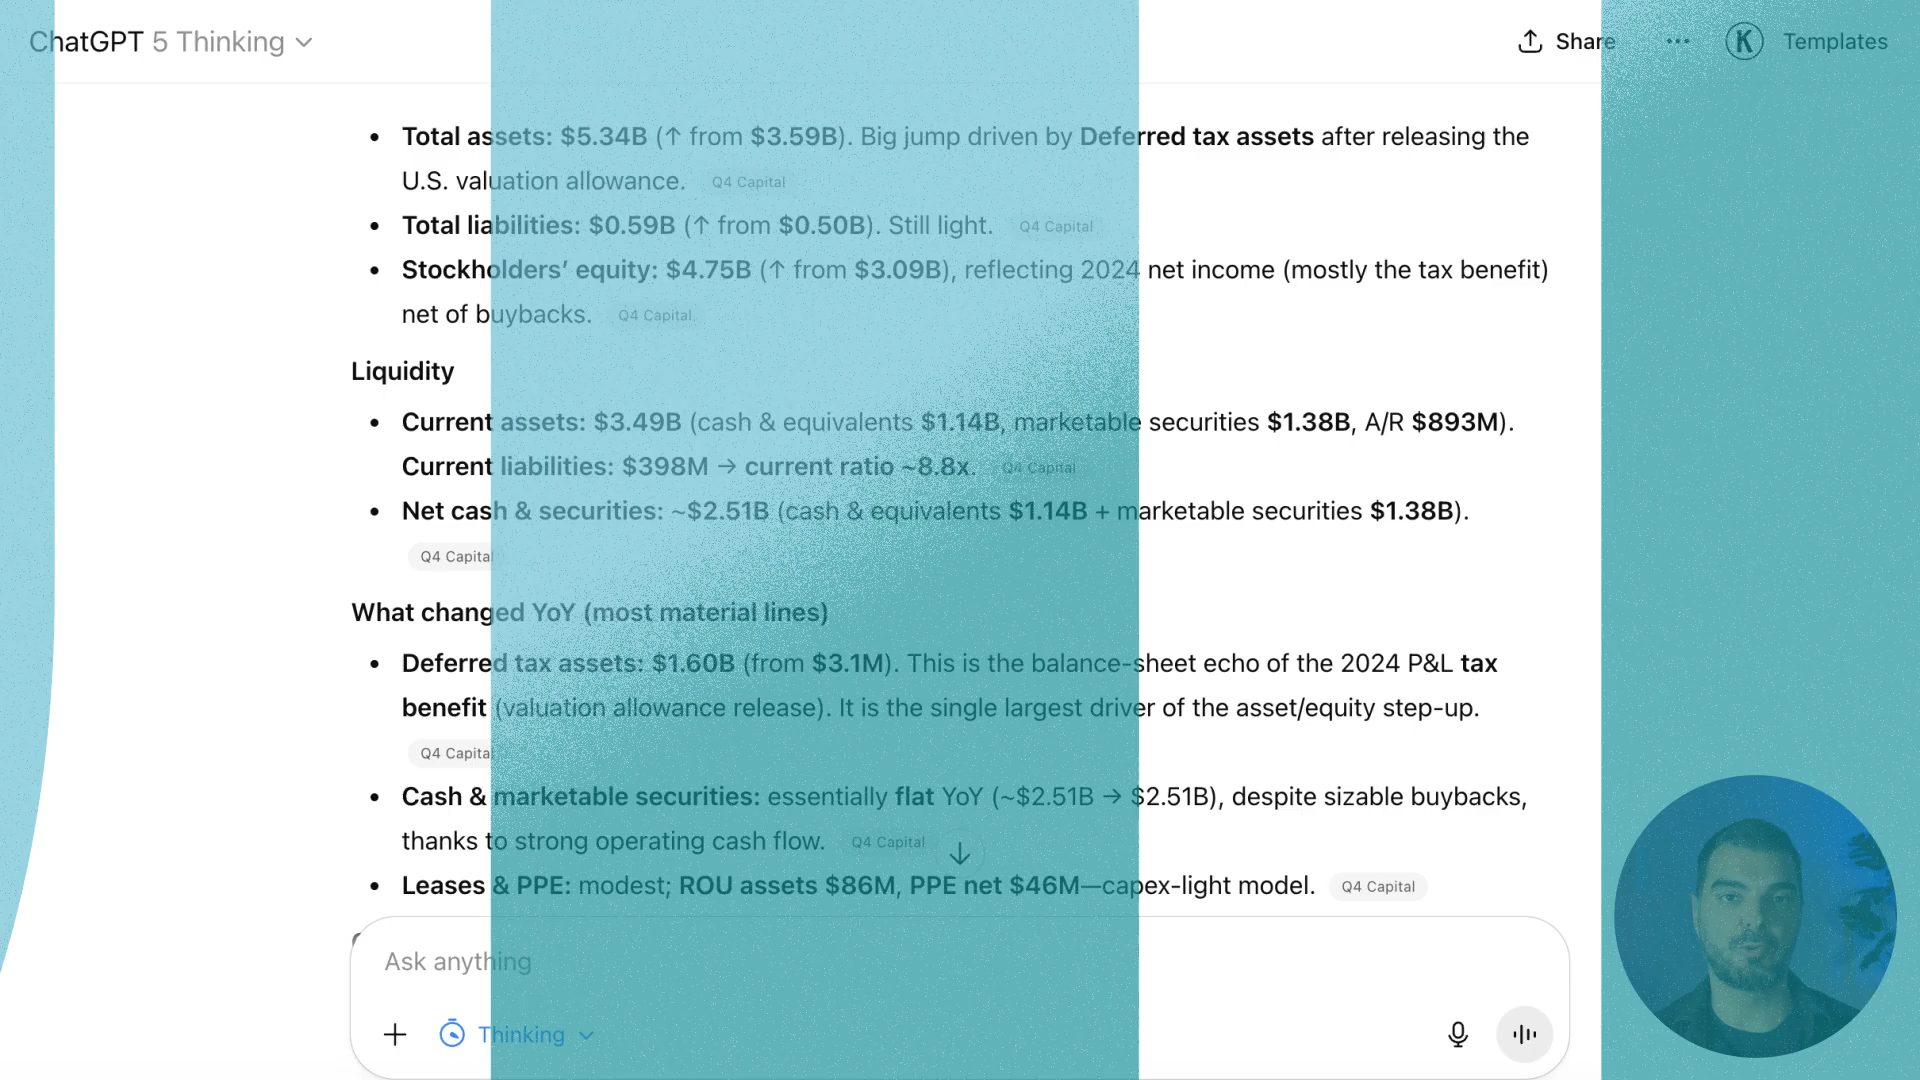 ChatGPT 5 Thinking
Share
K
Templates
• Total assets: $5.34B (↑ from $3.59B). Big jump driven by Deferred tax assets after releasing the
U.S. valuation allowance. Q4 Capital
• Total liabilities: $0.59B (↑ from $0.50B). Still light. Q4 Capital
• Stockholders’ equity: $4.75B (↑ from $3.09B), reflecting 2024 net income (mostly the tax benefit)
net of buybacks. Q4 Capital
Liquidity
• Current assets: $3.49B (cash & equivalents $1.14B, marketable securities $1.38B, A/R $893M).
Current liabilities: $398M → current ratio ~8.8x. Q4 Capital
• Net cash & securities: ~$2.51B (cash & equivalents $1.14B + marketable securities $1.38B).
Q4 Capital
What changed YoY (most material lines)
• Deferred tax assets: $1.60B (from $3.1M). This is the balance-sheet echo of the 2024 P&L tax
benefit (valuation allowance release). It is the single largest driver of the asset/equity step-up.
Q4 Capital
• Cash & marketable securities: essentially flat YoY (~$2.51B → $2.51B), despite sizable buybacks,
thanks to strong operating cash flow. Q4 Capital
• Leases & PPE: modest; ROU assets $86M, PPE net $46M—capex-light model. Q4 Capital
Ask anything
Thinking